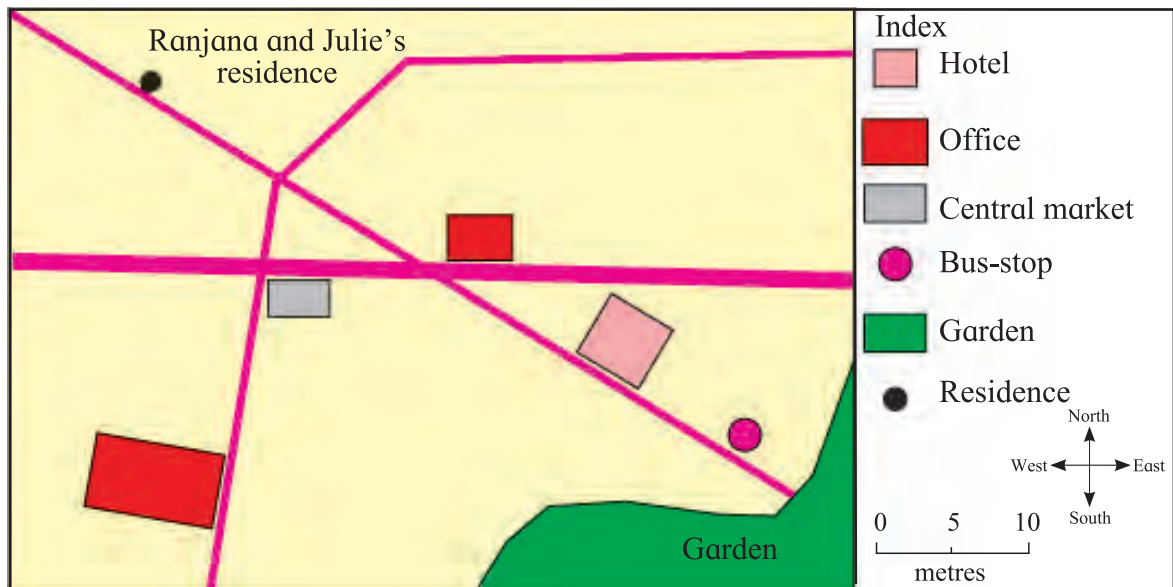 Ranjana and Julie's
residence
Garden
Index
Hotel
Office
Central market
Bus-stop
Garden
Residence
North
West East
South
0 5 10
metres